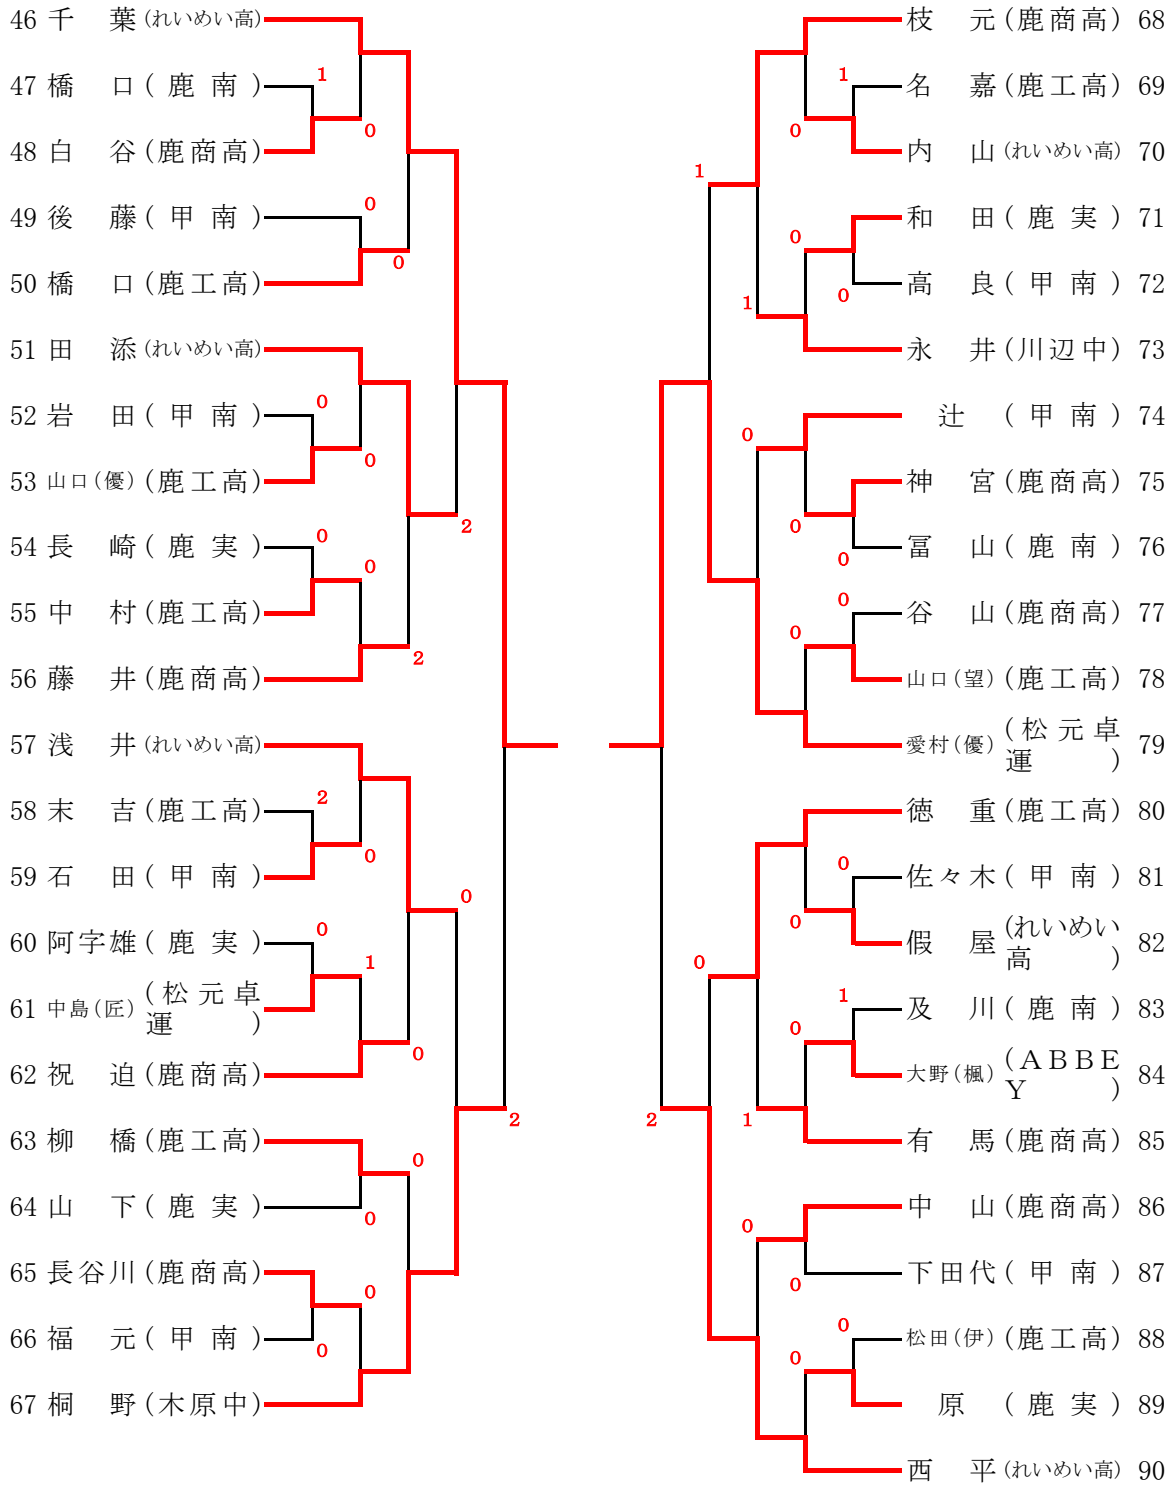 46 千 葉 (れいめい高)
47 橋 口 ( 鹿 南 )
48 白 谷 (鹿商高)
49 後 藤 ( 甲 南 )
50 橋 口 (鹿工高)
51 田 添 (れいめい高)
52 岩 田 ( 甲 南 )
53 山口(優) (鹿工高)
54 長 崎 ( 鹿 実 )
55 中 村 (鹿工高)
56 藤 井 (鹿商高)
57 浅 井 (れいめい高)
58 末 吉 (鹿工高)
59 石 田 ( 甲 南 )
60 阿字雄 ( 鹿 実 )
61 中島(匠) (松元卓
運 )
62 祝 迫 (鹿商高)
63 柳 橋 (鹿工高)
64 山 下 ( 鹿 実 )
65 長谷川 (鹿商高)
66 福 元 ( 甲 南 )
67 桐 野 (木原中)
1
0
0
0
0
0
0
0
2
2
2
0
0
1
0
0
0
0
0
0
2
枝 元 (鹿商高) 68
名 嘉 (鹿工高) 69
内 山 (れいめい高) 70
和 田 ( 鹿 実 ) 71
高 良 ( 甲 南 ) 72
永 井 (川辺中) 73
辻 ( 甲 南 ) 74
神 宮 (鹿商高) 75
冨 山 ( 鹿 南 ) 76
谷 山 (鹿商高) 77
山口(望) (鹿工高) 78
愛村(優) (松元卓
運 ) 79
徳 重 (鹿工高) 80
佐々木 ( 甲 南 ) 81
假 屋 (れいめい
高 ) 82
及 川 ( 鹿 南 ) 83
大野(楓) (ABBE
Y ) 84
有 馬 (鹿商高) 85
中 山 (鹿商高) 86
下田代 ( 甲 南 ) 87
松田(伊) (鹿工高) 88
原 ( 鹿 実 ) 89
西 平 (れいめい高) 90
1
0
1
0
0
1
0
0
0
0
0
0
0
0
1
0
2
1
0
0
0
0